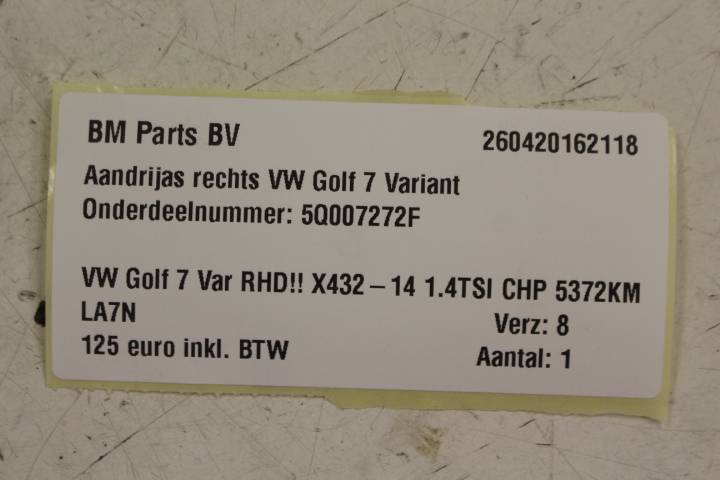 BM Parts BV 260420162118
Aandrijas rechts VW Golf 7 Variant
Onderdeelnummer: 5Q007272F
VW Golf 7 Var RHD!! X432 – 14 1.4TSI CHP 5372KM
LA7N Verz: 8
125 euro inkl. BTW Aantal: 1